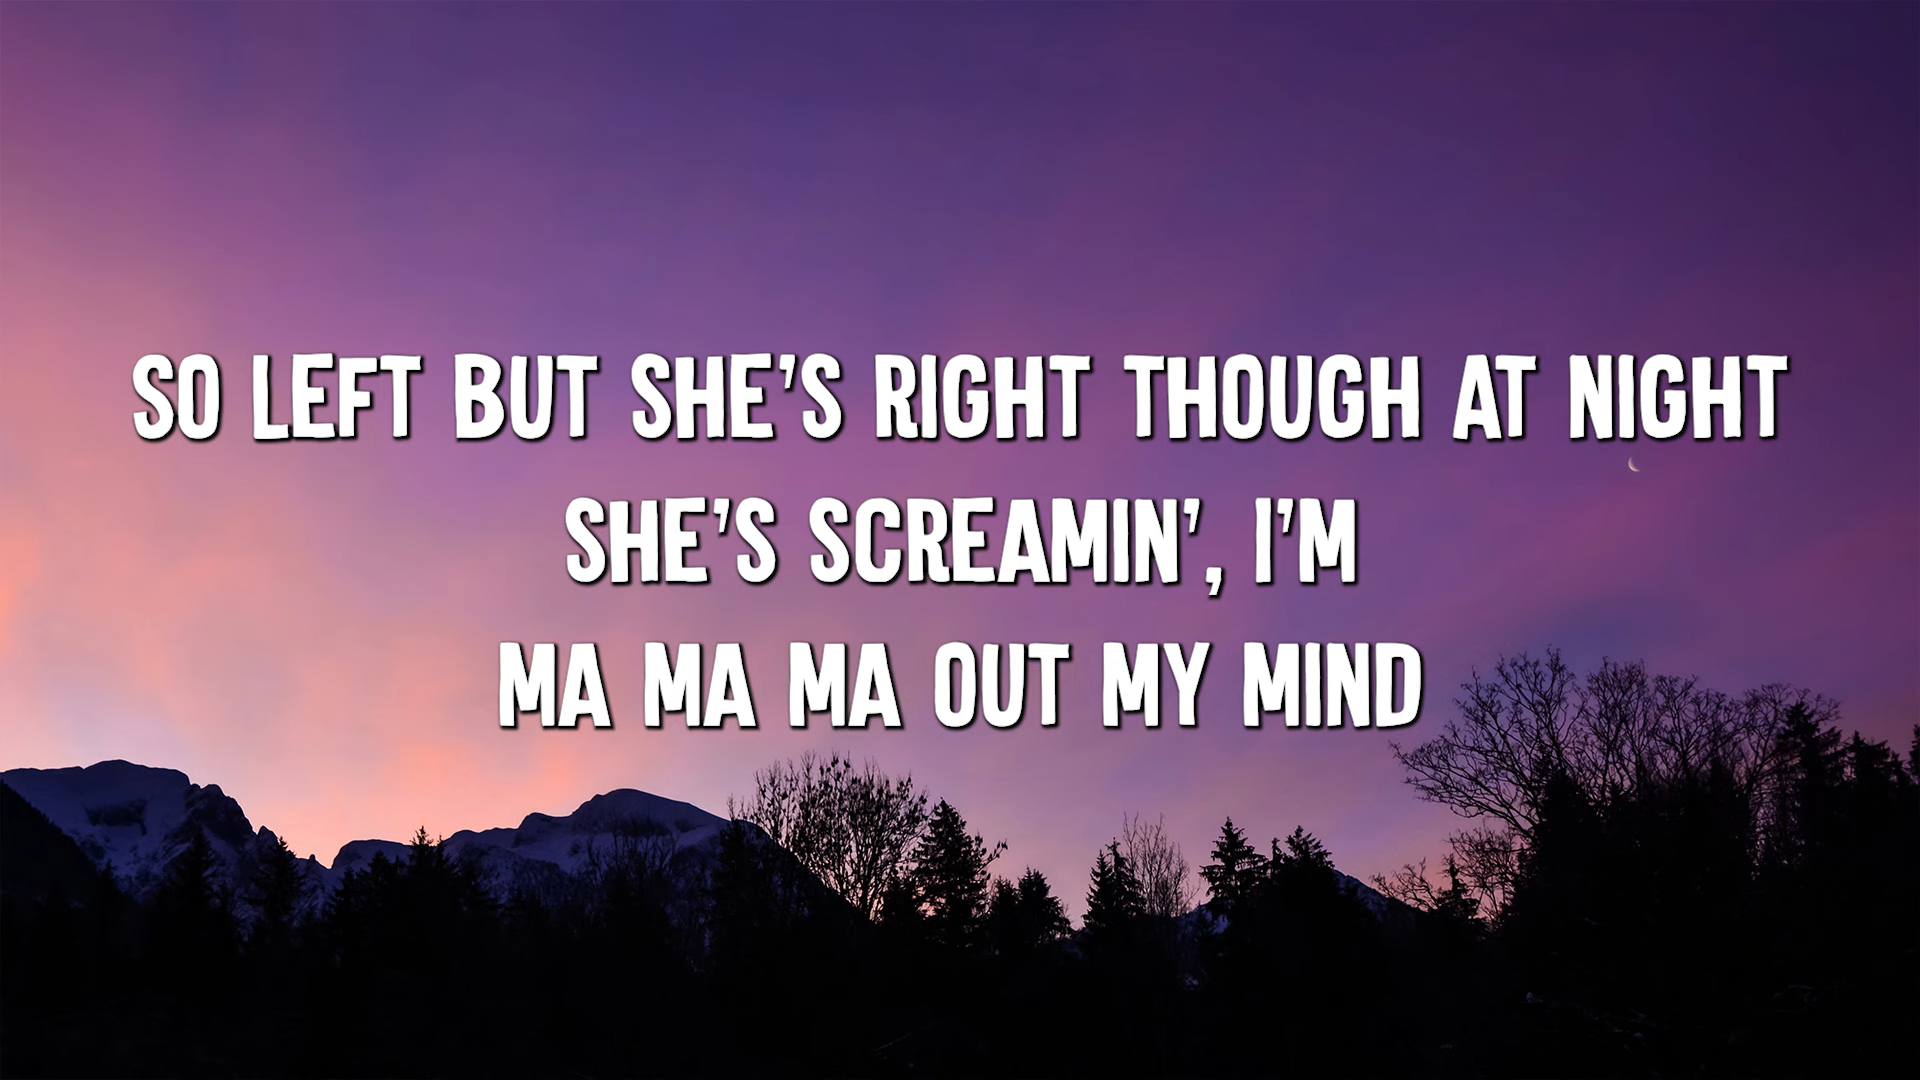 SO LEFT BUT SHE'S RIGHT THOUGH AT NIGHT
SHE'S SCREAMIN', I'M
MA MA MA OUT MY MIND